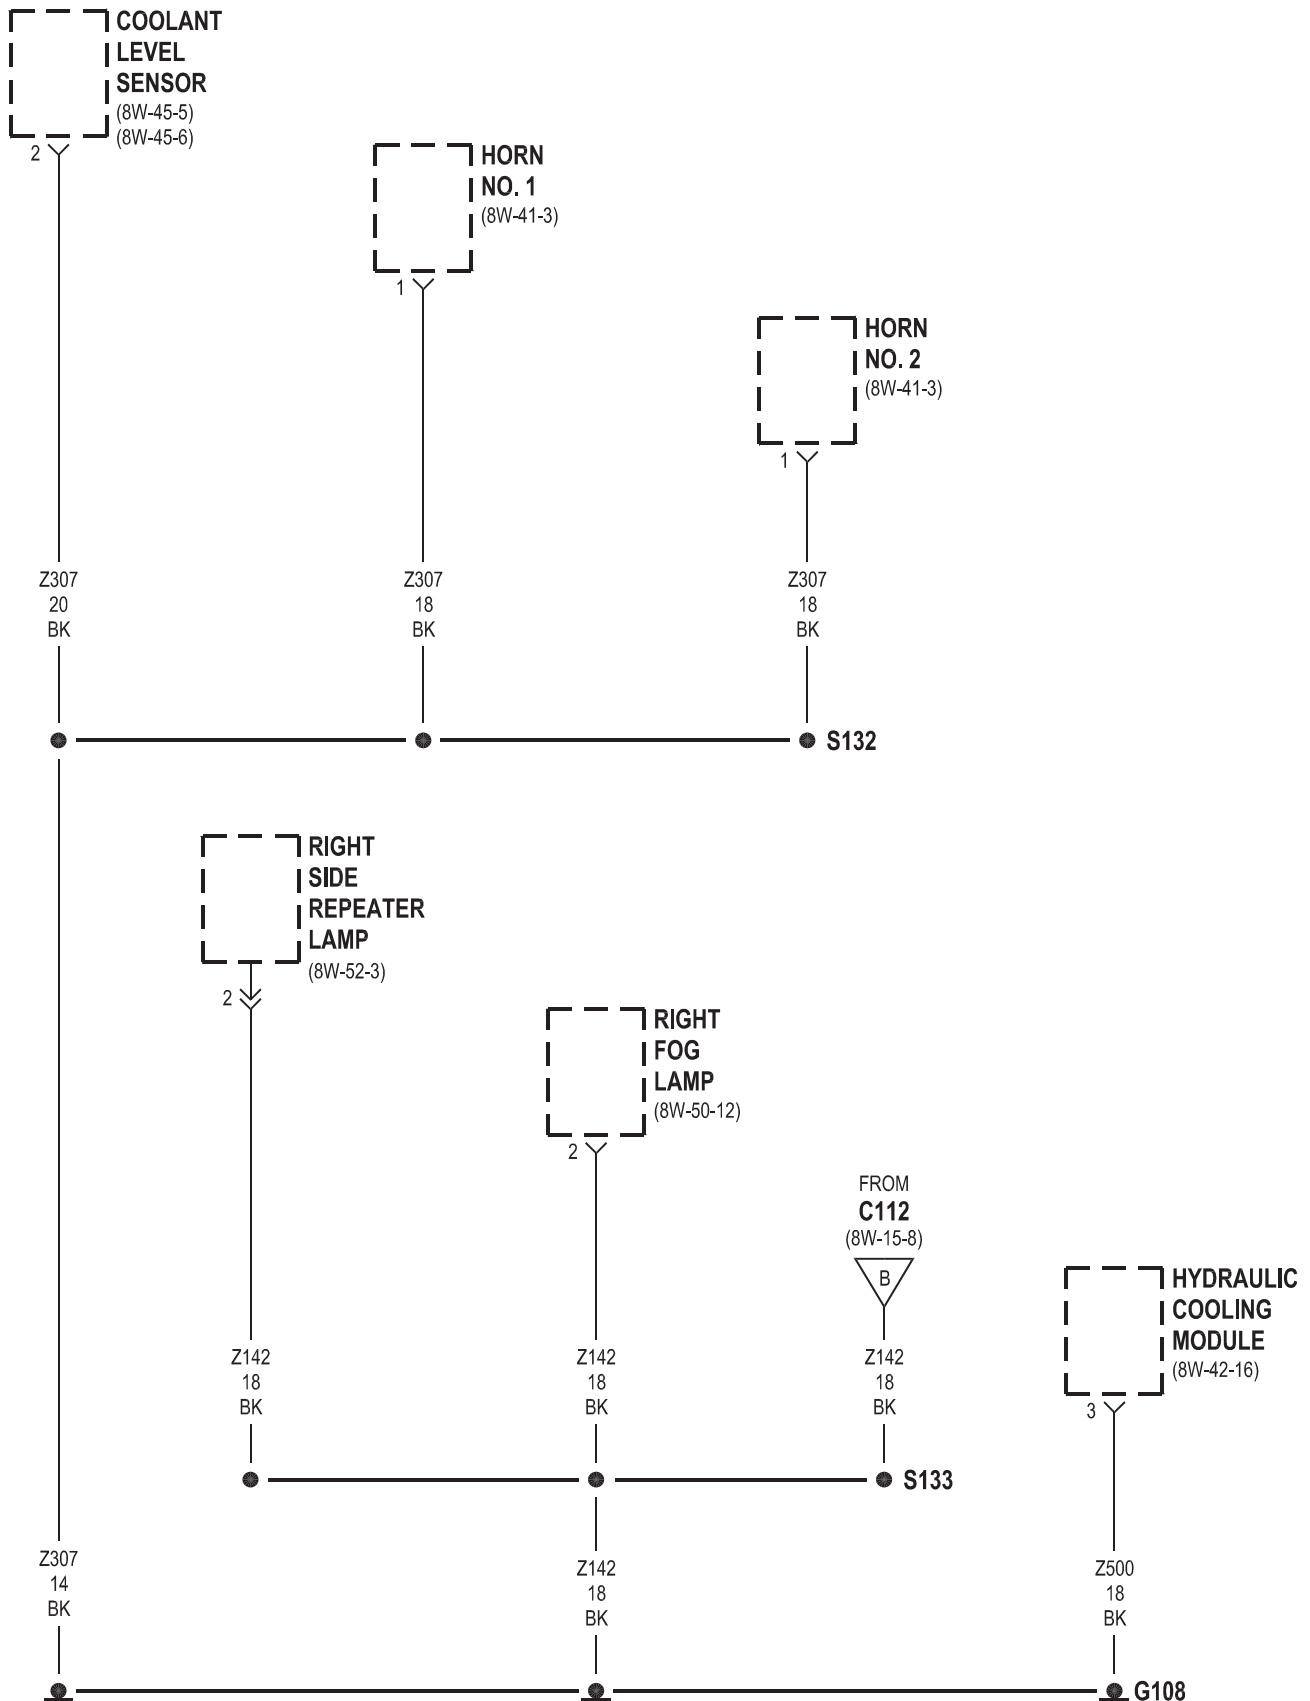 COOLANT
LEVEL
SENSOR
(8W-45-5)
(8W-45-6)
2
HORN
NO. 1
(8W-41-3)
1
HORN
NO. 2
(8W-41-3)
1
Z307
20
BK
Z307
18
BK
Z307
18
BK
S132
RIGHT
SIDE
REPEATER
LAMP
(8W-52-3)
2
RIGHT
FOG
LAMP
(8W-50-12)
2
FROM
C112
(8W-15-8)
B
HYDRAULIC
COOLING
MODULE
(8W-42-16)
3
Z142
18
BK
Z142
18
BK
Z142
18
BK
S133
Z307
14
BK
Z142
18
BK
Z500
18
BK
G108